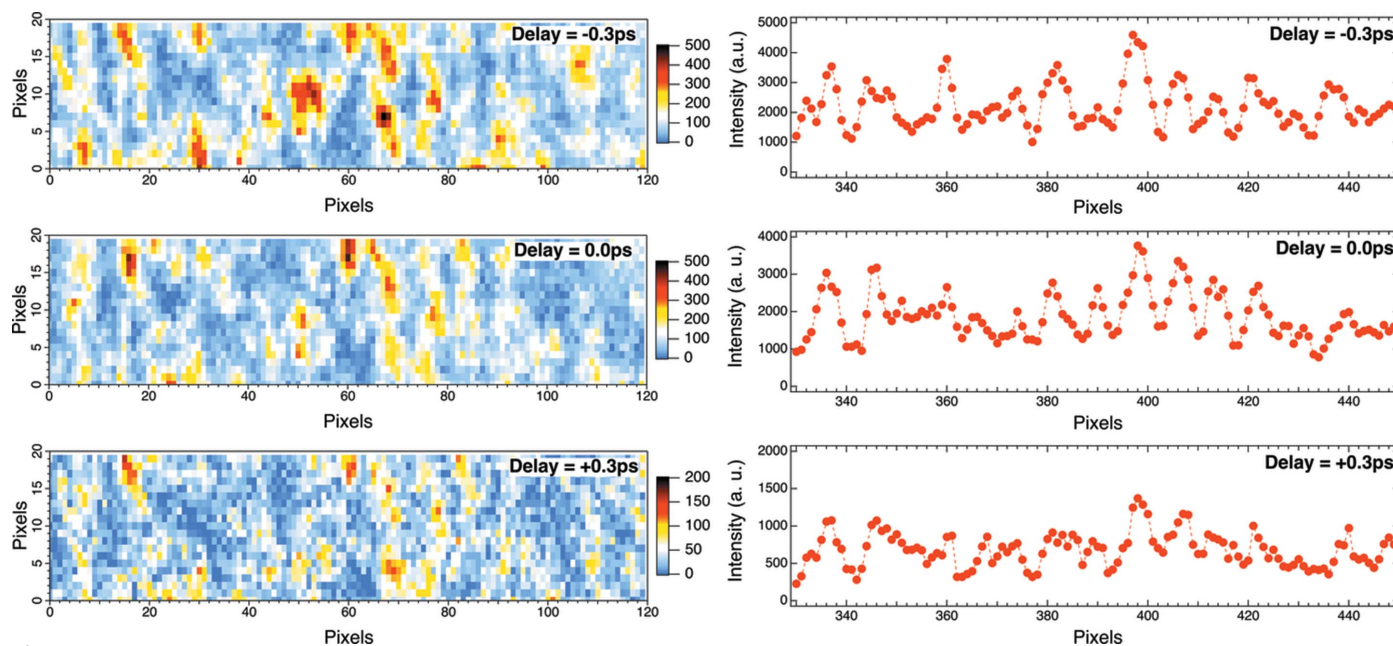 20
15
10
5
0
Pixels
Delay = -0.3ps
500
400
300
200
100
0
0 20 40 60 80 100 120
Pixels
5000
4000
3000
2000
1000
0
Intensity (a.u.)
Delay = -0.3ps
340 360 380 400 420 440
Pixels
20
15
10
5
0
Pixels
Delay = 0.0ps
500
400
300
200
100
0
0 20 40 60 80 100 120
Pixels
4000
3000
2000
1000
0
Intensity (a. u.)
Delay = 0.0ps
340 360 380 400 420 440
Pixels
20
15
10
5
0
Pixels
Delay = +0.3ps
200
150
100
50
0
0 20 40 60 80 100 120
Pixels
2000
1500
1000
500
0
Intensity (a. u.)
Delay = +0.3ps
340 360 380 400 420 440
Pixels